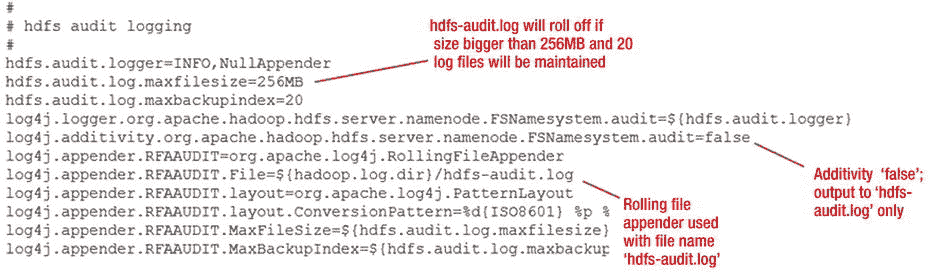 #
# hdfs audit logging
#
hdfs.audit.logger=INFO,NullAppender
hdfs.audit.log.maxfilesize=256MB
hdfs.audit.log.maxbackupindex=20
log4j.logger.org.apache.hadoop.hdfs.server.namenode.FSNamesystem.audit=${hdfs.audit.logger}
log4j.additivity.org.apache.hadoop.hdfs.server.namenode.FSNamesystem.audit=false
log4j.appender.RFAAUDIT=org.apache.log4j.RollingFileAppender
log4j.appender.RFAAUDIT.File=${hadoop.log.dir}/hdfs-audit.log
log4j.appender.RFAAUDIT.layout=org.apache.log4j.PatternLayout
log4j.appender.RFAAUDIT.layout.ConversionPattern=%d{ISO8601} %p %
log4j.appender.RFAAUDIT.MaxFileSize=${hdfs.audit.log.maxfilesize}
log4j.appender.RFAAUDIT.MaxBackupIndex=${hdfs.audit.log.maxbackup
hdfs-audit.log will roll off if
size bigger than 256MB and 20
log files will be maintained
Additivity 'false';
output to 'hdfs-
audit.log' only
Rolling file
appender used
with file name
'hdfs-audit.log'